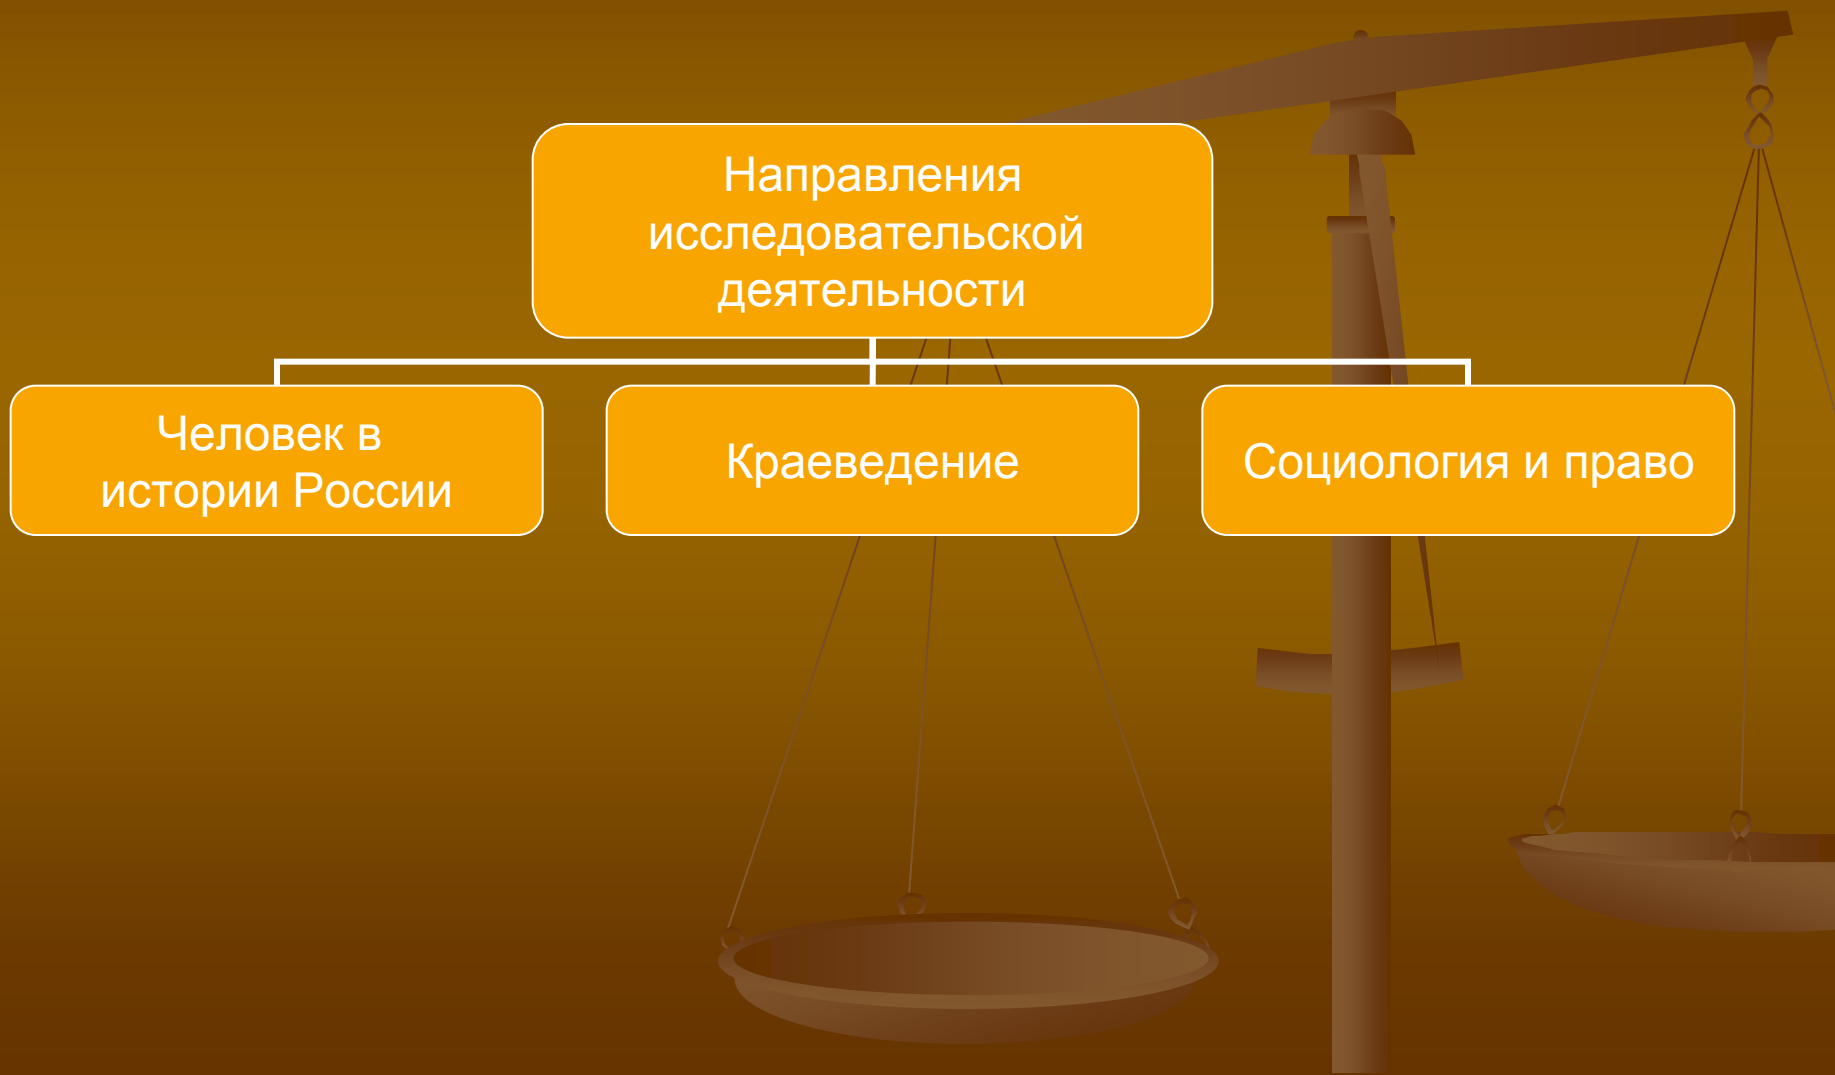 Направления
исследовательской
деятельности
Человек в
истории России
Краеведение
Социология и право